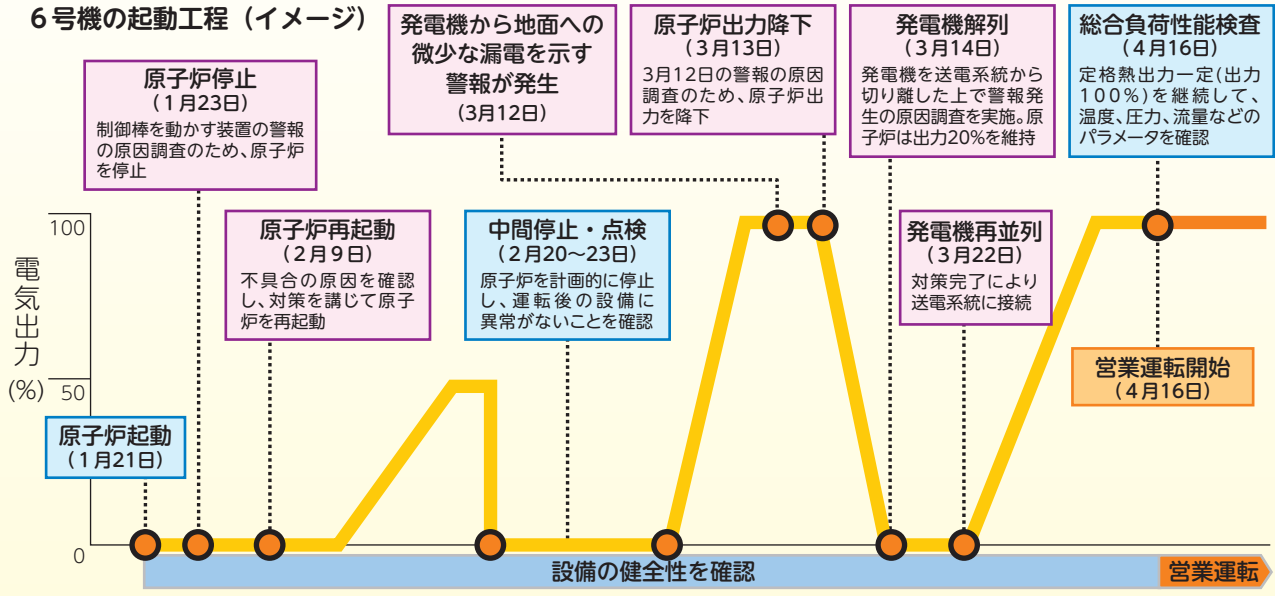 6号機の起動工程（イメージ）
発電機から地面への
微少な漏電を示す
警報が発生
（3月12日）
原子炉出力降下
（3月13日）
3月12日の警報の原因
調査のため、原子炉出
力を降下
発電機解列
（3月14日）
発電機を送電系統から
切り離した上で警報発
生の原因調査を実施。原
子炉は出力20%を維持
総合負荷性能検査
（4月16日）
定格熱出力一定(出力
100%)を継続して、
温度、圧力、流量などの
パラメータを確認
原子炉停止
（1月23日）
制御棒を動かす装置の警報
の原因調査のため、原子炉
を停止
原子炉再起動
（2月9日）
不具合の原因を確認
し、対策を講じて原子
炉を再起動
中間停止・点検
（2月20～23日）
原子炉を計画的に停止
し、運転後の設備に
異常がないことを確認
発電機再並列
（3月22日）
対策完了により
送電系統に接続
営業運転開始
（4月16日）
原子炉起動
（1月21日）
電気出力
(%)
100
50
0
設備の健全性を確認
営業運転